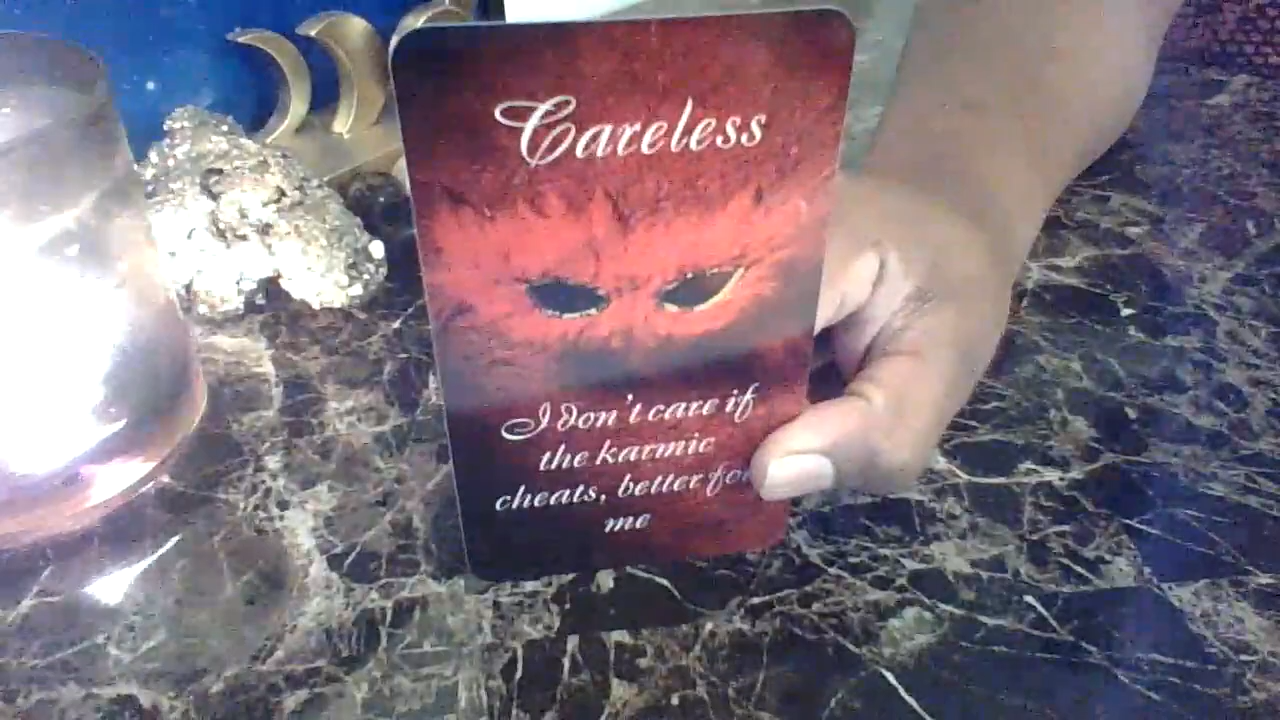 Careless
I don't care if
the karmic
cheats, better for
me